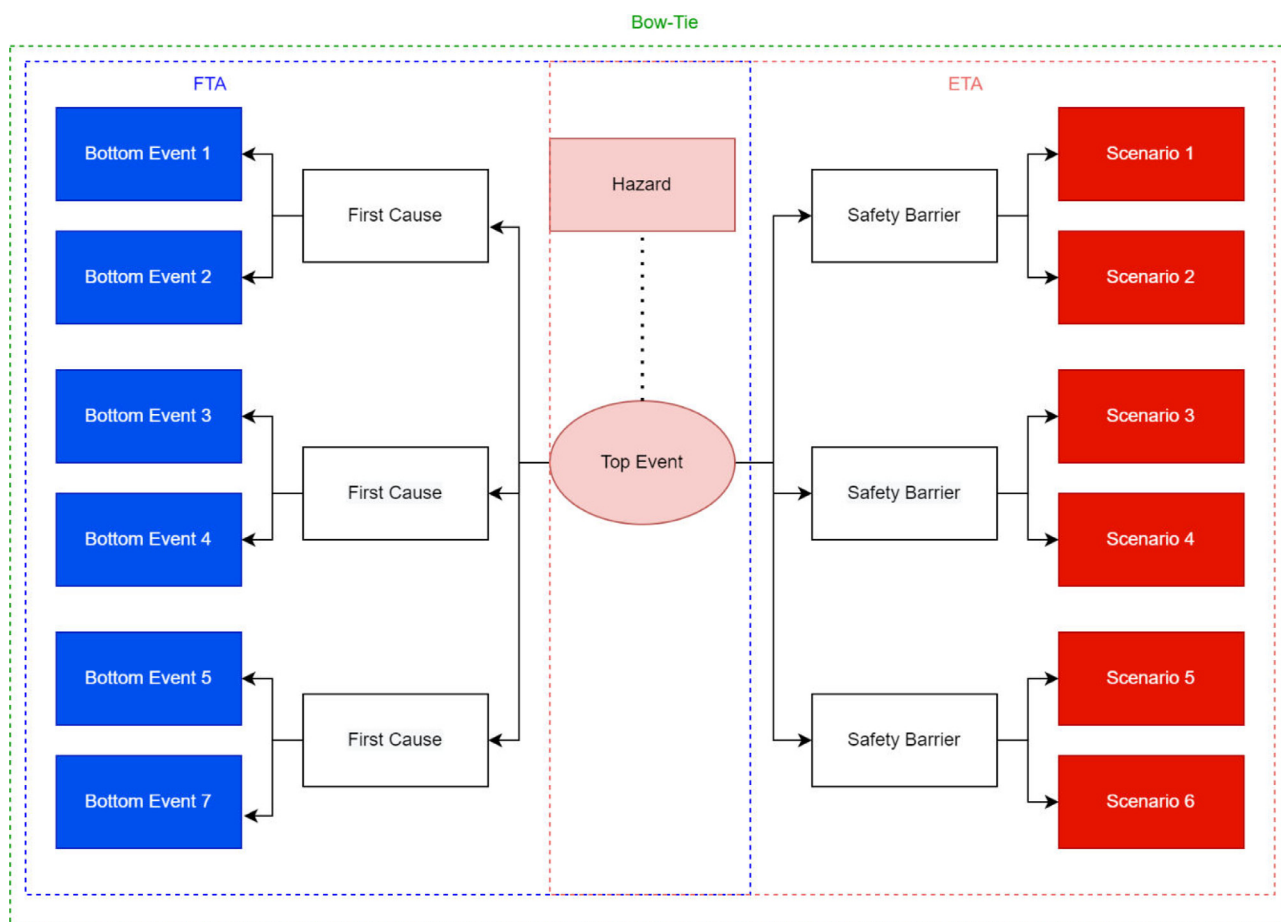 Bow-Tie
FTA
ETA
Bottom Event 1
Bottom Event 2
First Cause
Hazard
Safety Barrier
Scenario 1
Scenario 2
Bottom Event 3
Bottom Event 4
First Cause
Top Event
Safety Barrier
Scenario 3
Scenario 4
Bottom Event 5
Bottom Event 7
First Cause
Safety Barrier
Scenario 5
Scenario 6